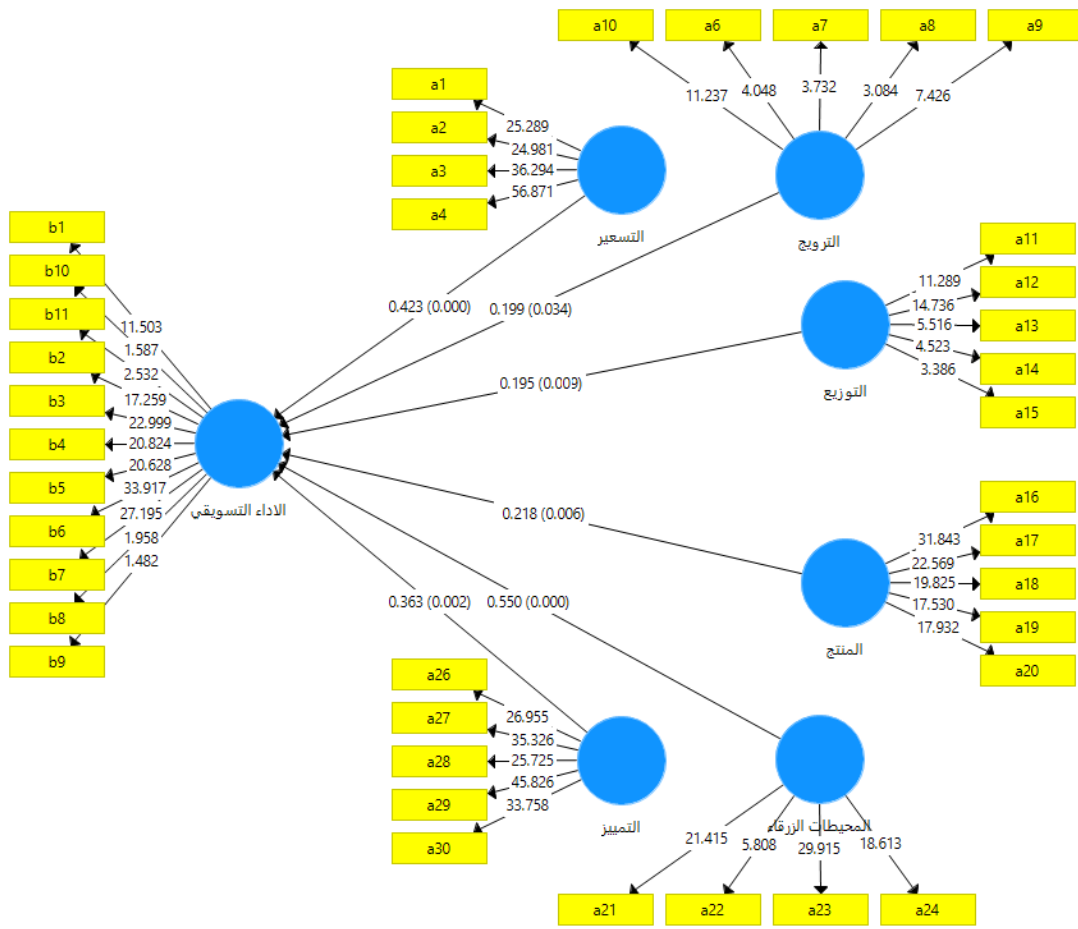 a10
a6
a7
a8
a9
11.237
4.048
3.732
3.084
7.426
الترويج
a1
a2
a3
a4
25.289
24.981
36.294
56.871
التسعير
b1
b10
b11
b2
b3
b4
b5
b6
b7
b8
b9
11.503
1.587
2.532
17.259
22.999
20.824
20.628
33.917
27.195
1.958
1.482
الاداء التسويقي
0.423 (0.000)
0.199 (0.034)
0.195 (0.009)
0.218 (0.006)
0.363 (0.002)
0.550 (0.000)
a11
a12
a13
a14
a15
11.289
14.736
5.516
4.523
3.386
التوزيع
a16
a17
a18
a19
a20
31.843
22.569
19.825
17.530
17.932
المنتج
a26
a27
a28
a29
a30
26.955
35.326
25.725
45.826
33.758
التمييز
المحيطات الزرقاء
21.415
5.808
29.915
18.613
a21
a22
a23
a24